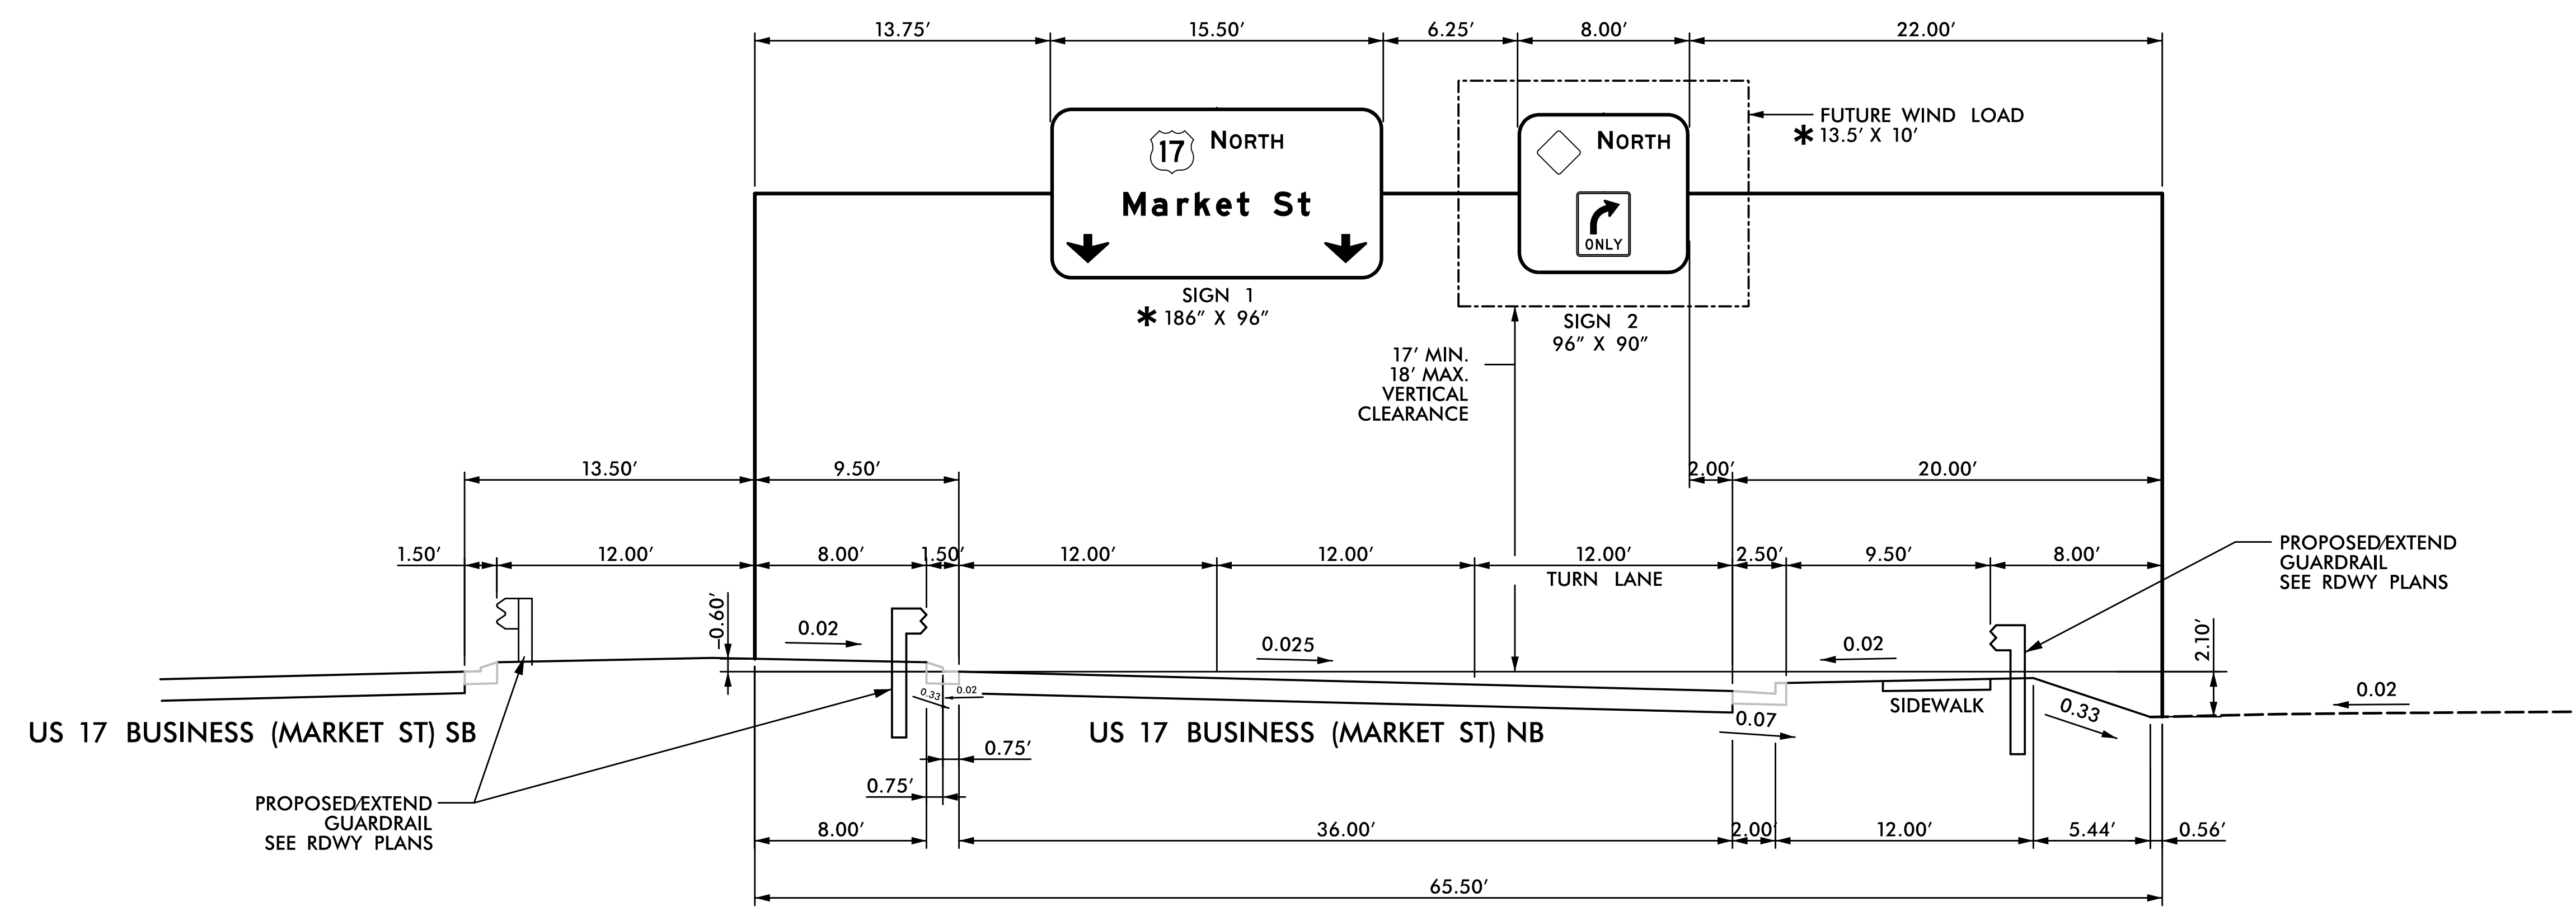 13.75′
15.50′
6.25′
8.00′
22.00′
17 NORTH
Market St
SIGN 1
* 186″ X 96″
NORTH
ONLY
SIGN 2
96″ X 90″
FUTURE WIND LOAD
* 13.5′ X 10′
17′ MIN.
18′ MAX.
VERTICAL
CLEARANCE
13.50′
9.50′
2.00′
20.00′
1.50′
12.00′
8.00′
1.50′
12.00′
12.00′
12.00′
TURN LANE
2.50′
9.50′
8.00′
PROPOSED/EXTEND
GUARDRAIL
SEE RDWY PLANS
0.60′
0.02
0.025
0.02
2.10′
0.02
0.33
0.02
SIDEWALK
0.33
0.07
US 17 BUSINESS (MARKET ST) SB
US 17 BUSINESS (MARKET ST) NB
0.75′
0.75′
PROPOSED/EXTEND
GUARDRAIL
SEE RDWY PLANS
8.00′
36.00′
2.00′
12.00′
5.44′
0.56′
65.50′